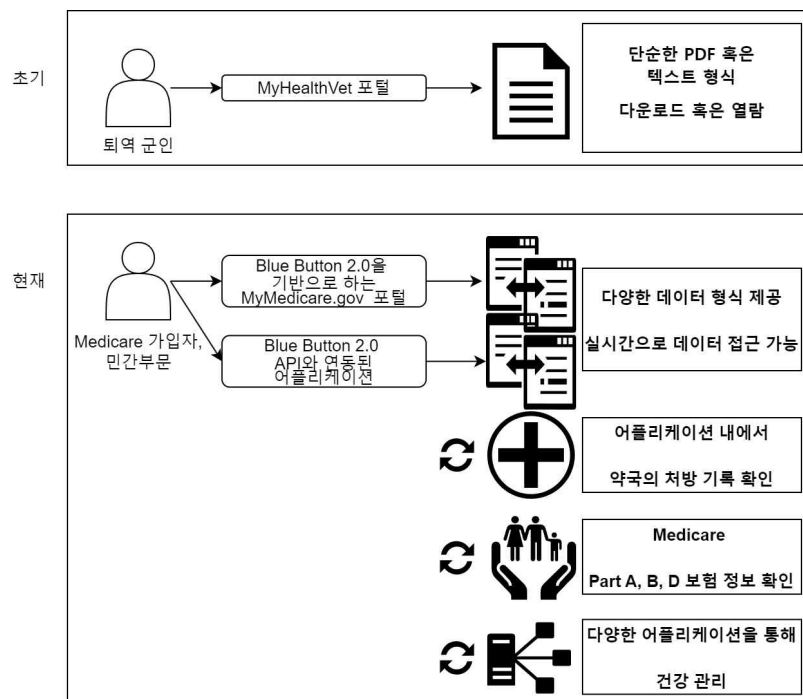 초기
퇴역 군인
MyHealthVet 포털
단순한 PDF 혹은
텍스트 형식
다운로드 혹은 열람
현재
Medicare 가입자,
민간부문
Blue Button 2.0을
기반으로 하는
MyMedicare.gov 포털
Blue Button 2.0
API와 연동된
어플리케이션
다양한 데이터 형식 제공
실시간으로 데이터 접근 가능
어플리케이션 내에서
약국의 처방 기록 확인
Medicare
Part A, B, D 보험 정보 확인
다양한 어플리케이션을 통해
건강 관리